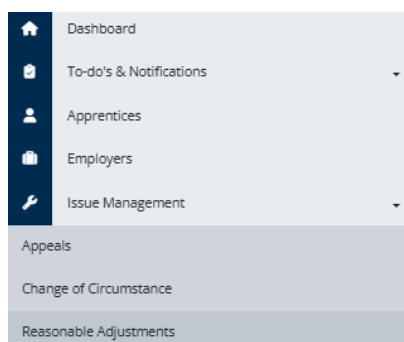 Dashboard
To-do's & Notifications
Apprentices
Employers
Issue Management
Appeals
Change of Circumstance
Reasonable Adjustments